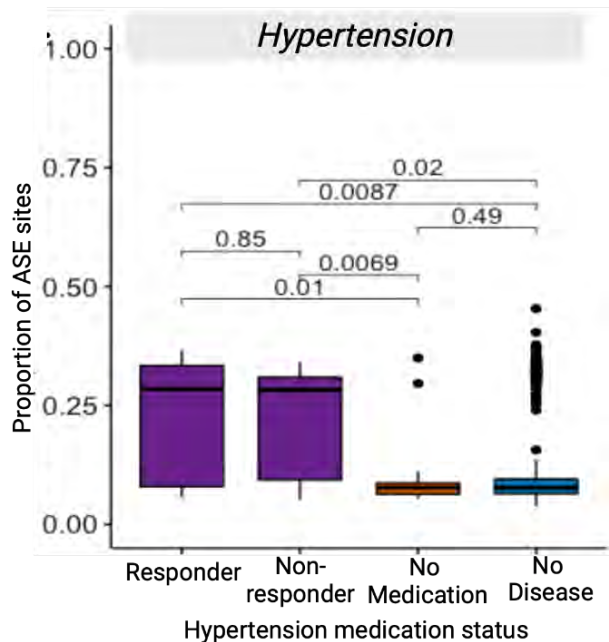 Hypertension
1.00
0.75
0.50
0.25
0.00
Proportion of ASE sites
0.02
0.0087
0.49
0.85
0.0069
0.01
Responder
Non-
responder
No
Medication
No
Disease
Hypertension medication status